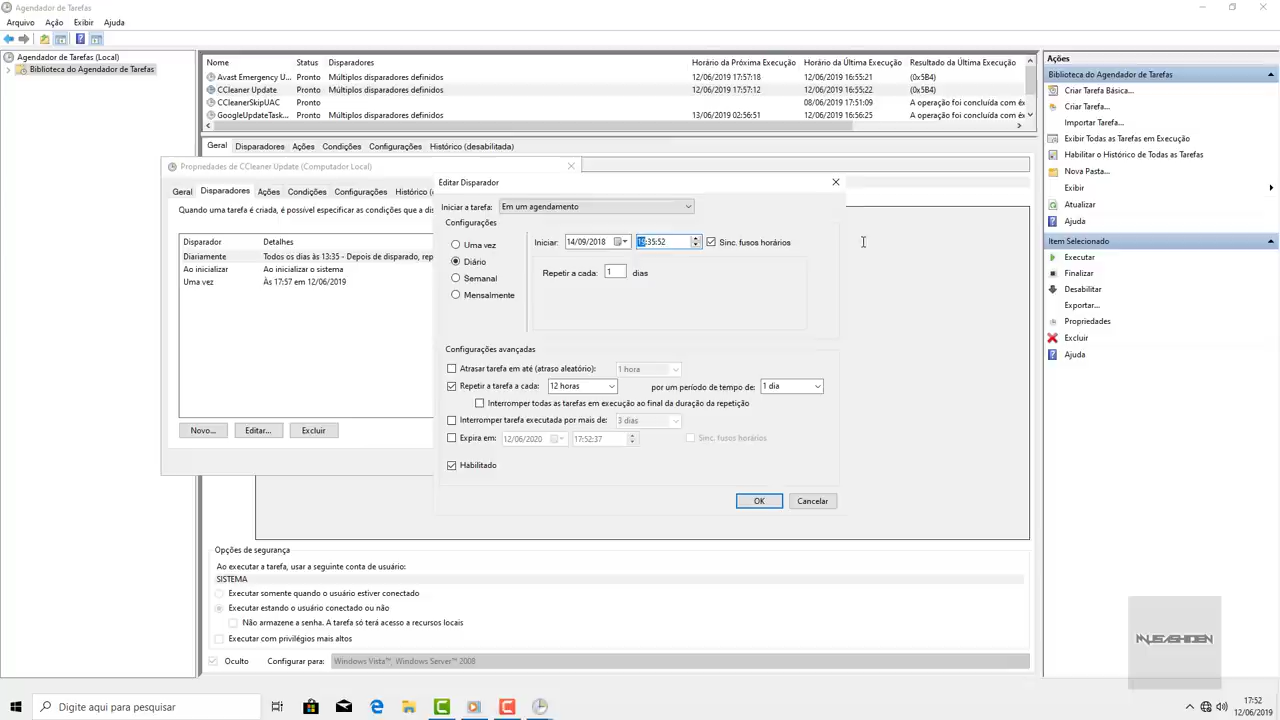 Agendador de Tarefas
Arquivo Ação Exibir Ajuda
Agendador de Tarefas (Local)
Biblioteca do Agendador de Tarefas
Nome Status Disparadores Horário da Próxima Execução Horário da Última Execução Resultado da Última Execução
Avast Emergency U... Pronto Múltiplos disparadores definidos 12/06/2019 17:57:18 12/06/2019 16:55:21 (0x5B4)
CCleaner Update Pronto Múltiplos disparadores definidos 12/06/2019 17:57:12 12/06/2019 16:55:22 (0x5B4)
CCleanerSkipUAC Pronto 08/06/2019 17:51:09 A operação foi concluída com êx
GoogleUpdateTask... Pronto Múltiplos disparadores definidos 13/06/2019 02:56:51 12/06/2019 16:56:25 A operação foi concluída com êx
Geral Disparadores Ações Condições Configurações Histórico (desabilitada)
Propriedades de CCleaner Update (Computador Local)
Geral Disparadores Ações Condições Configurações Histórico (
Quando uma tarefa é criada, é possível especificar as condições que a di
Disparador Detalhes
Diariamente Todos os dias às 13:35 - Depois de disparado, rep
Ao inicializar Ao inicializar o sistema
Uma vez Às 17:57 em 12/06/2019
Novo... Editar... Excluir
Editar Disparador
Iniciar a tarefa: Em um agendamento
Configurações
Uma vez
Diário
Semanal
Mensalmente
Iniciar: 14/09/2018 :35:52 Sinc. fusos horários
Repetir a cada: 1 dias
Configurações avançadas
Atrasar tarefa em até (atraso aleatório): 1 hora
Repetir a tarefa a cada: 12 horas por um período de tempo de: 1 dia
Interromper todas as tarefas em execução ao final da duração da repetição
Interromper tarefa executada por mais de: 3 dias
Expira em: 12/06/2020 17:52:37 Sinc. fusos horários
Habilitado
OK Cancelar
Opções de segurança
Ao executar a tarefa, usar a seguinte conta de usuário:
SISTEMA
Executar somente quando o usuário estiver conectado
Executar estando o usuário conectado ou não
Não armazene a senha. A tarefa só terá acesso a recursos locais
Executar com privilégios mais altos
Oculto Configurar para: Windows Vista™, Windows Server™ 2008
Ações
Biblioteca do Agendador de Tarefas
Criar Tarefa Básica...
Criar Tarefa...
Importar Tarefa...
Exibir Todas as Tarefas em Execução
Habilitar o Histórico de Todas as Tarefas
Nova Pasta...
Exibir
Atualizar
Ajuda
Item Selecionado
Executar
Finalizar
Desabilitar
Exportar...
Propriedades
Excluir
Ajuda
Digite aqui para pesquisar
17:52
12/06/2019